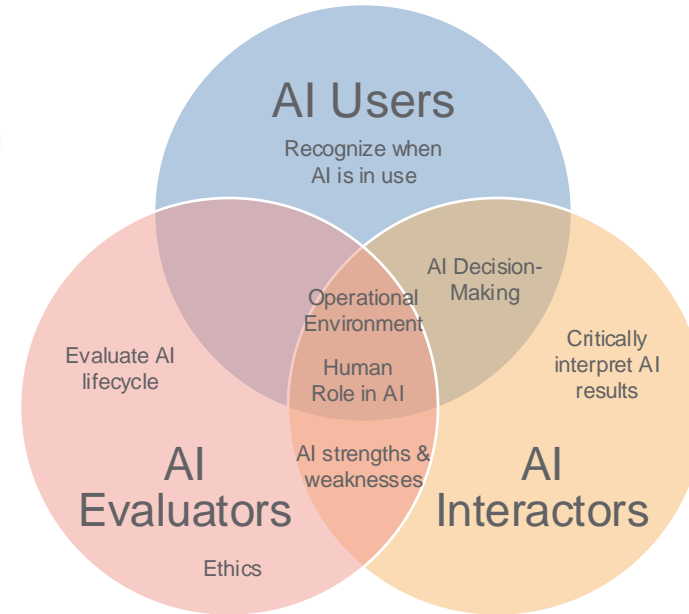 AI Users
Recognize when
AI is in use
AI Decision-
Making
Operational
Environment
Human
Role in AI
Evaluate AI
lifecycle
Critically
interpret AI
results
AI strengths &
weaknesses
AI
Evaluators
AI
Interactors
Ethics